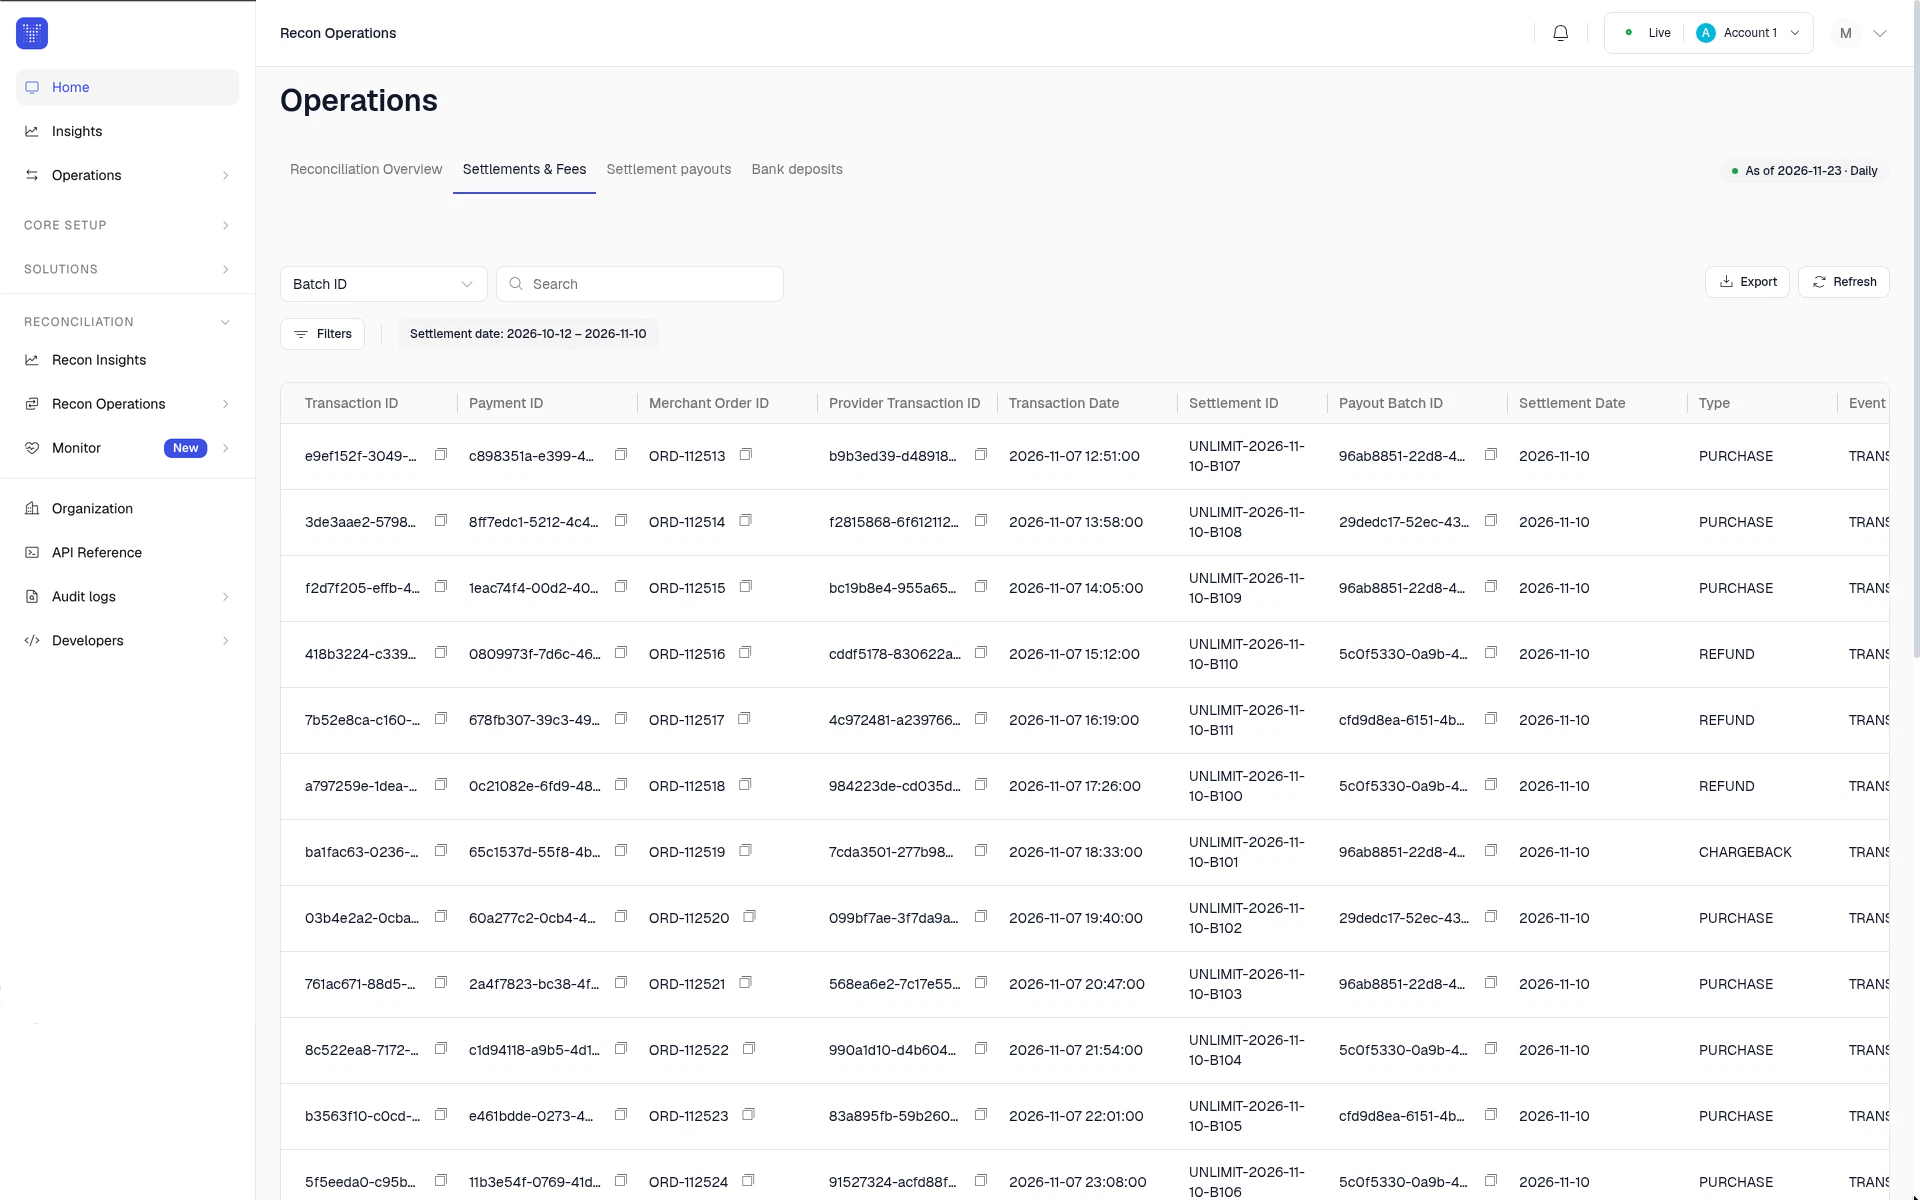 Recon Operations
Live
A
Account 1
M
Home
Insights
Operations
CORE SETUP
SOLUTIONS
RECONCILIATION
Recon Insights
Recon Operations
Monitor
New
Organization
API Reference
Audit logs
Developers
Operations
Reconciliation Overview
Settlements & Fees
Settlement payouts
Bank deposits
As of 2026-11-23 · Daily
Batch ID
Search
Export
Refresh
Filters
Settlement date: 2026-10-12 – 2026-11-10
Transaction ID Payment ID Merchant Order ID Provider Transaction ID Transaction Date Settlement ID Payout Batch ID Settlement Date Type Event
e9ef152f-3049-... c898351a-e399-4... ORD-112513 b9b3ed39-d48918... 2026-11-07 12:51:00 UNLIMIT-2026-11-10-B107 96ab8851-22d8-4... 2026-11-10 PURCHASE TRANS
3de3aae2-5798... 8ff7edc1-5212-4c4... ORD-112514 f2815868-6f612112... 2026-11-07 13:58:00 UNLIMIT-2026-11-10-B108 29dedc17-52ec-43... 2026-11-10 PURCHASE TRANS
f2d7f205-effb-4... 1eac74f4-00d2-40... ORD-112515 bc19b8e4-955a65... 2026-11-07 14:05:00 UNLIMIT-2026-11-10-B109 96ab8851-22d8-4... 2026-11-10 PURCHASE TRANS
418b3224-c339... 0809973f-7d6c-46... ORD-112516 cddf5178-830622a... 2026-11-07 15:12:00 UNLIMIT-2026-11-10-B110 5c0f5330-0a9b-4... 2026-11-10 REFUND TRANS
7b52e8ca-c160-... 678fb307-39c3-49... ORD-112517 4c972481-a239766... 2026-11-07 16:19:00 UNLIMIT-2026-11-10-B111 cfd9d8ea-6151-4b... 2026-11-10 REFUND TRANS
a797259e-1dea-... 0c21082e-6fd9-48... ORD-112518 984223de-cd035d... 2026-11-07 17:26:00 UNLIMIT-2026-11-10-B100 5c0f5330-0a9b-4... 2026-11-10 REFUND TRANS
ba1fac63-0236-... 65c1537d-55f8-4b... ORD-112519 7cda3501-277b98... 2026-11-07 18:33:00 UNLIMIT-2026-11-10-B101 96ab8851-22d8-4... 2026-11-10 CHARGEBACK TRANS
03b4e2a2-0cba... 60a277c2-0cb4-4... ORD-112520 099bf7ae-3f7da9a... 2026-11-07 19:40:00 UNLIMIT-2026-11-10-B102 29dedc17-52ec-43... 2026-11-10 PURCHASE TRANS
761ac671-88d5-... 2a4f7823-bc38-4f... ORD-112521 568ea6e2-7c17e55... 2026-11-07 20:47:00 UNLIMIT-2026-11-10-B103 96ab8851-22d8-4... 2026-11-10 PURCHASE TRANS
8c522ea8-7172-... c1d94118-a9b5-4d1... ORD-112522 990a1d10-d4b604... 2026-11-07 21:54:00 UNLIMIT-2026-11-10-B104 5c0f5330-0a9b-4... 2026-11-10 PURCHASE TRANS
b3563f10-c0cd-... e461bdde-0273-4... ORD-112523 83a895fb-59b260... 2026-11-07 22:01:00 UNLIMIT-2026-11-10-B105 cfd9d8ea-6151-4b... 2026-11-10 PURCHASE TRANS
5f5eeda0-c95b... 11b3e54f-0769-41d... ORD-112524 91527324-acfd88f... 2026-11-07 23:08:00 UNLIMIT-2026-11-10-B106 5c0f5330-0a9b-4... 2026-11-10 PURCHASE TRANS